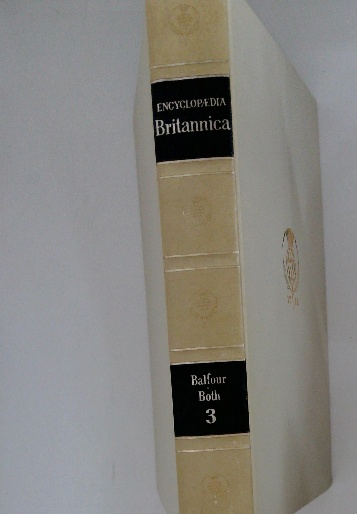 ENCYCLOPÆDIA
Britannica
Balfour
Both
3